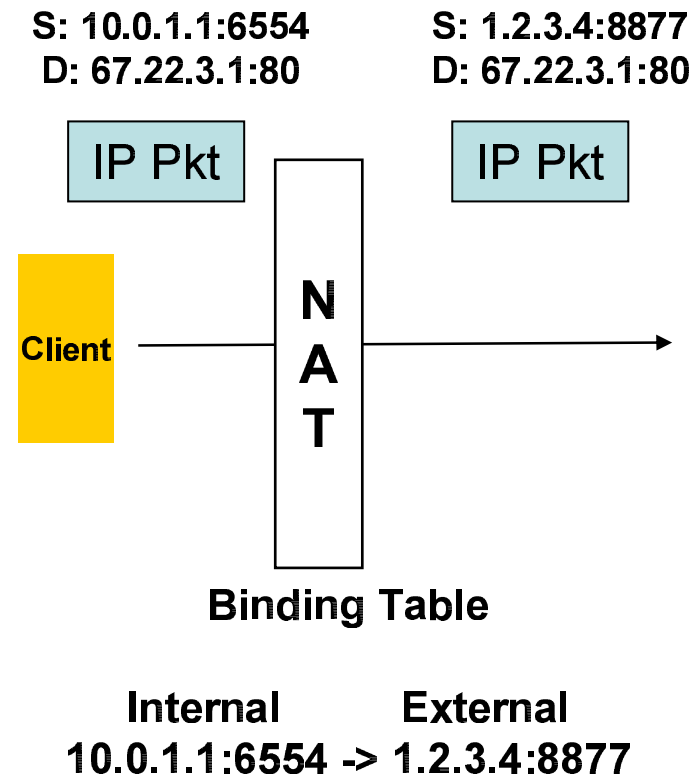 S: 10.0.1.1:6554
D: 67.22.3.1:80
S: 1.2.3.4:8877
D: 67.22.3.1:80
IP Pkt
IP Pkt
Client
N
A
T
Binding Table
Internal External
10.0.1.1:6554 -> 1.2.3.4:8877